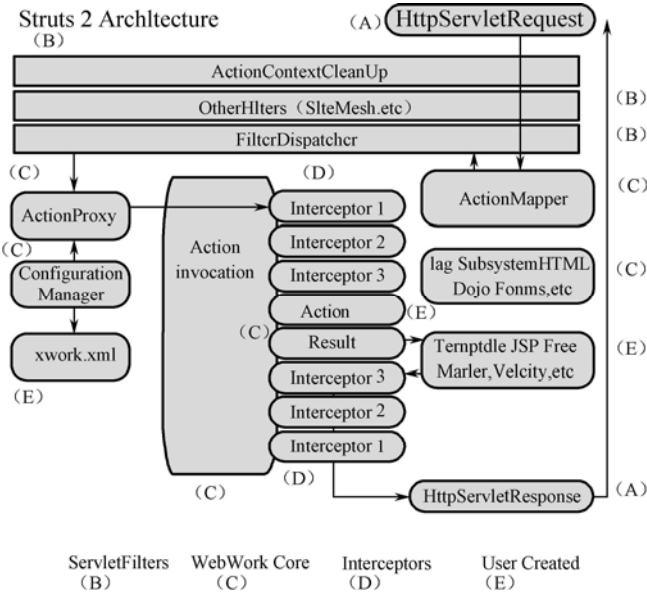 Struts 2 Archltecture
(A)
HttpServletRequest
(B)
ActionContextCleanUp
OtherHlters（SlteMesh.etc）
(B)
FiltcrDispatchcr
(B)
(C)
(D)
ActionProxy
Interceptor 1
ActionMapper
(C)
(C)
Action
invocation
Interceptor 2
Configuration
Manager
Interceptor 3
lag SubsystemHTML
Dojo Fonms,etc
(C)
Action
(E)
xwork.xml
(C)
Result
Ternptdle JSP Free
Marler,Velcity,etc
(E)
(E)
Interceptor 3
Interceptor 2
Interceptor 1
(C)
(D)
HttpServletResponse
(A)
ServletFilters
(B)
WebWork Core
(C)
Interceptors
(D)
User Created
(E)